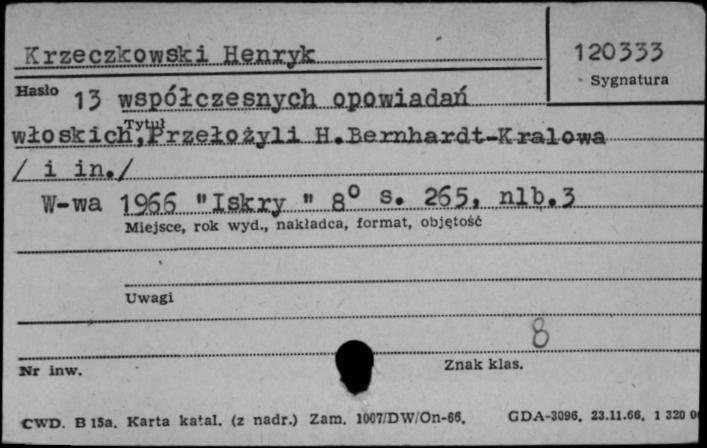 Krzeczkowski Henryk
120333
Sygnatura
Hasło 13 współczesnych opowiadań
Tytuł
włoskich, Przełożyli H.Bernhardt-Kralowa
/ i in./
W-wa 1966 "Iskry " 8° s. 265, nlb.3
Miejsce, rok wyd., nakładca, format, objętość
Uwagi
8
Nr inw.
Znak klas.
CWD. B 15a. Karta katal. (z nadr.) Zam. 1007/DW/On-66. GDA-3096. 23.11.66. 1 320